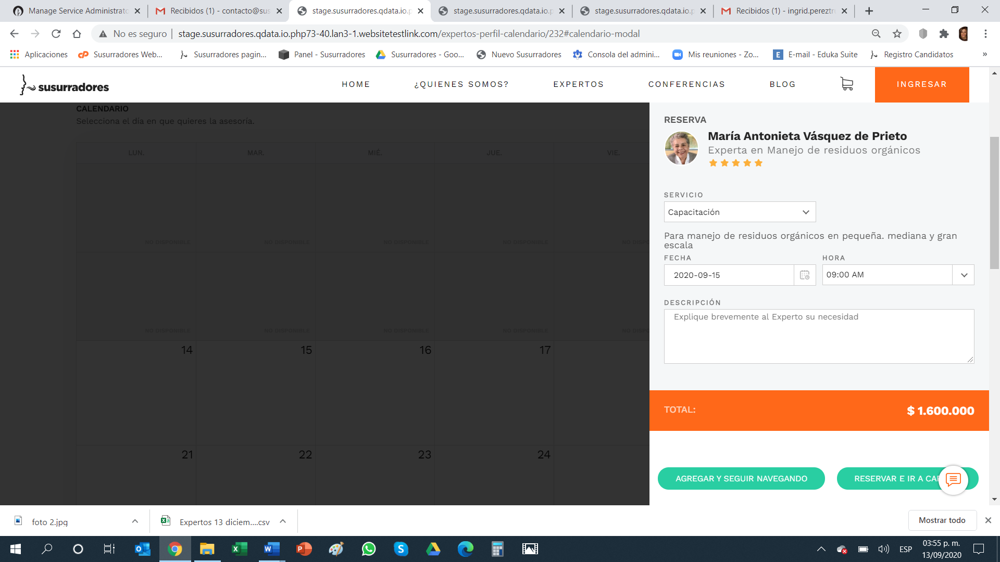 Manage Service Administrato
Recibidos (1) - contacto@sus
stage.susurradores.qdata.io.p
stage.susurradores.qdata.io.p
stage.susurradores.qdata.io.p
Recibidos (1) - ingrid.pereztr
No es seguro
stage.susurradores.qdata.io.php73-40.lan3-1.websitetestlink.com/expertos-perfil-calendario/232#calendario-modal
Aplicaciones
Susurradores Web...
Susurradores pagin...
Panel - Susurradores
Susurradores - Goo...
Nuevo Susurradores
Consola del admini...
Mis reuniones - Zo...
E-mail - Eduka Suite
Registro Candidatos
»
susurradores
HOME
¿QUIENES SOMOS?
EXPERTOS
CONFERENCIAS
BLOG
INGRESAR
CALENDARIO
Selecciona el día en que quieres la asesoría.
LUN.
MAR.
MIÉ.
JUE.
VIE.
NO DISPONIBLE
NO DISPONIBLE
NO DISPONIBLE
NO DISPONIBLE
NO DISPO
NO DISPONIBLE
NO DISPONIBLE
NO DISPONIBLE
NO DISPONIBLE
NO DISPO
14
15
16
17
21
22
23
24
RESERVA
María Antonieta Vásquez de Prieto
Experta en Manejo de residuos orgánicos
SERVICIO
Capacitación
Para manejo de residuos orgánicos en pequeña. mediana y gran
escala
FECHA
HORA
2020-09-15
09:00 AM
DESCRIPCIÓN
Explique brevemente al Experto su necesidad
TOTAL:
$ 1.600.000
AGREGAR Y SEGUIR NAVEGANDO
RESERVAR E IR A CA
foto 2.jpg
Expertos 13 diciem....csv
Mostrar todo
ESP
03:55 p. m.
13/09/2020